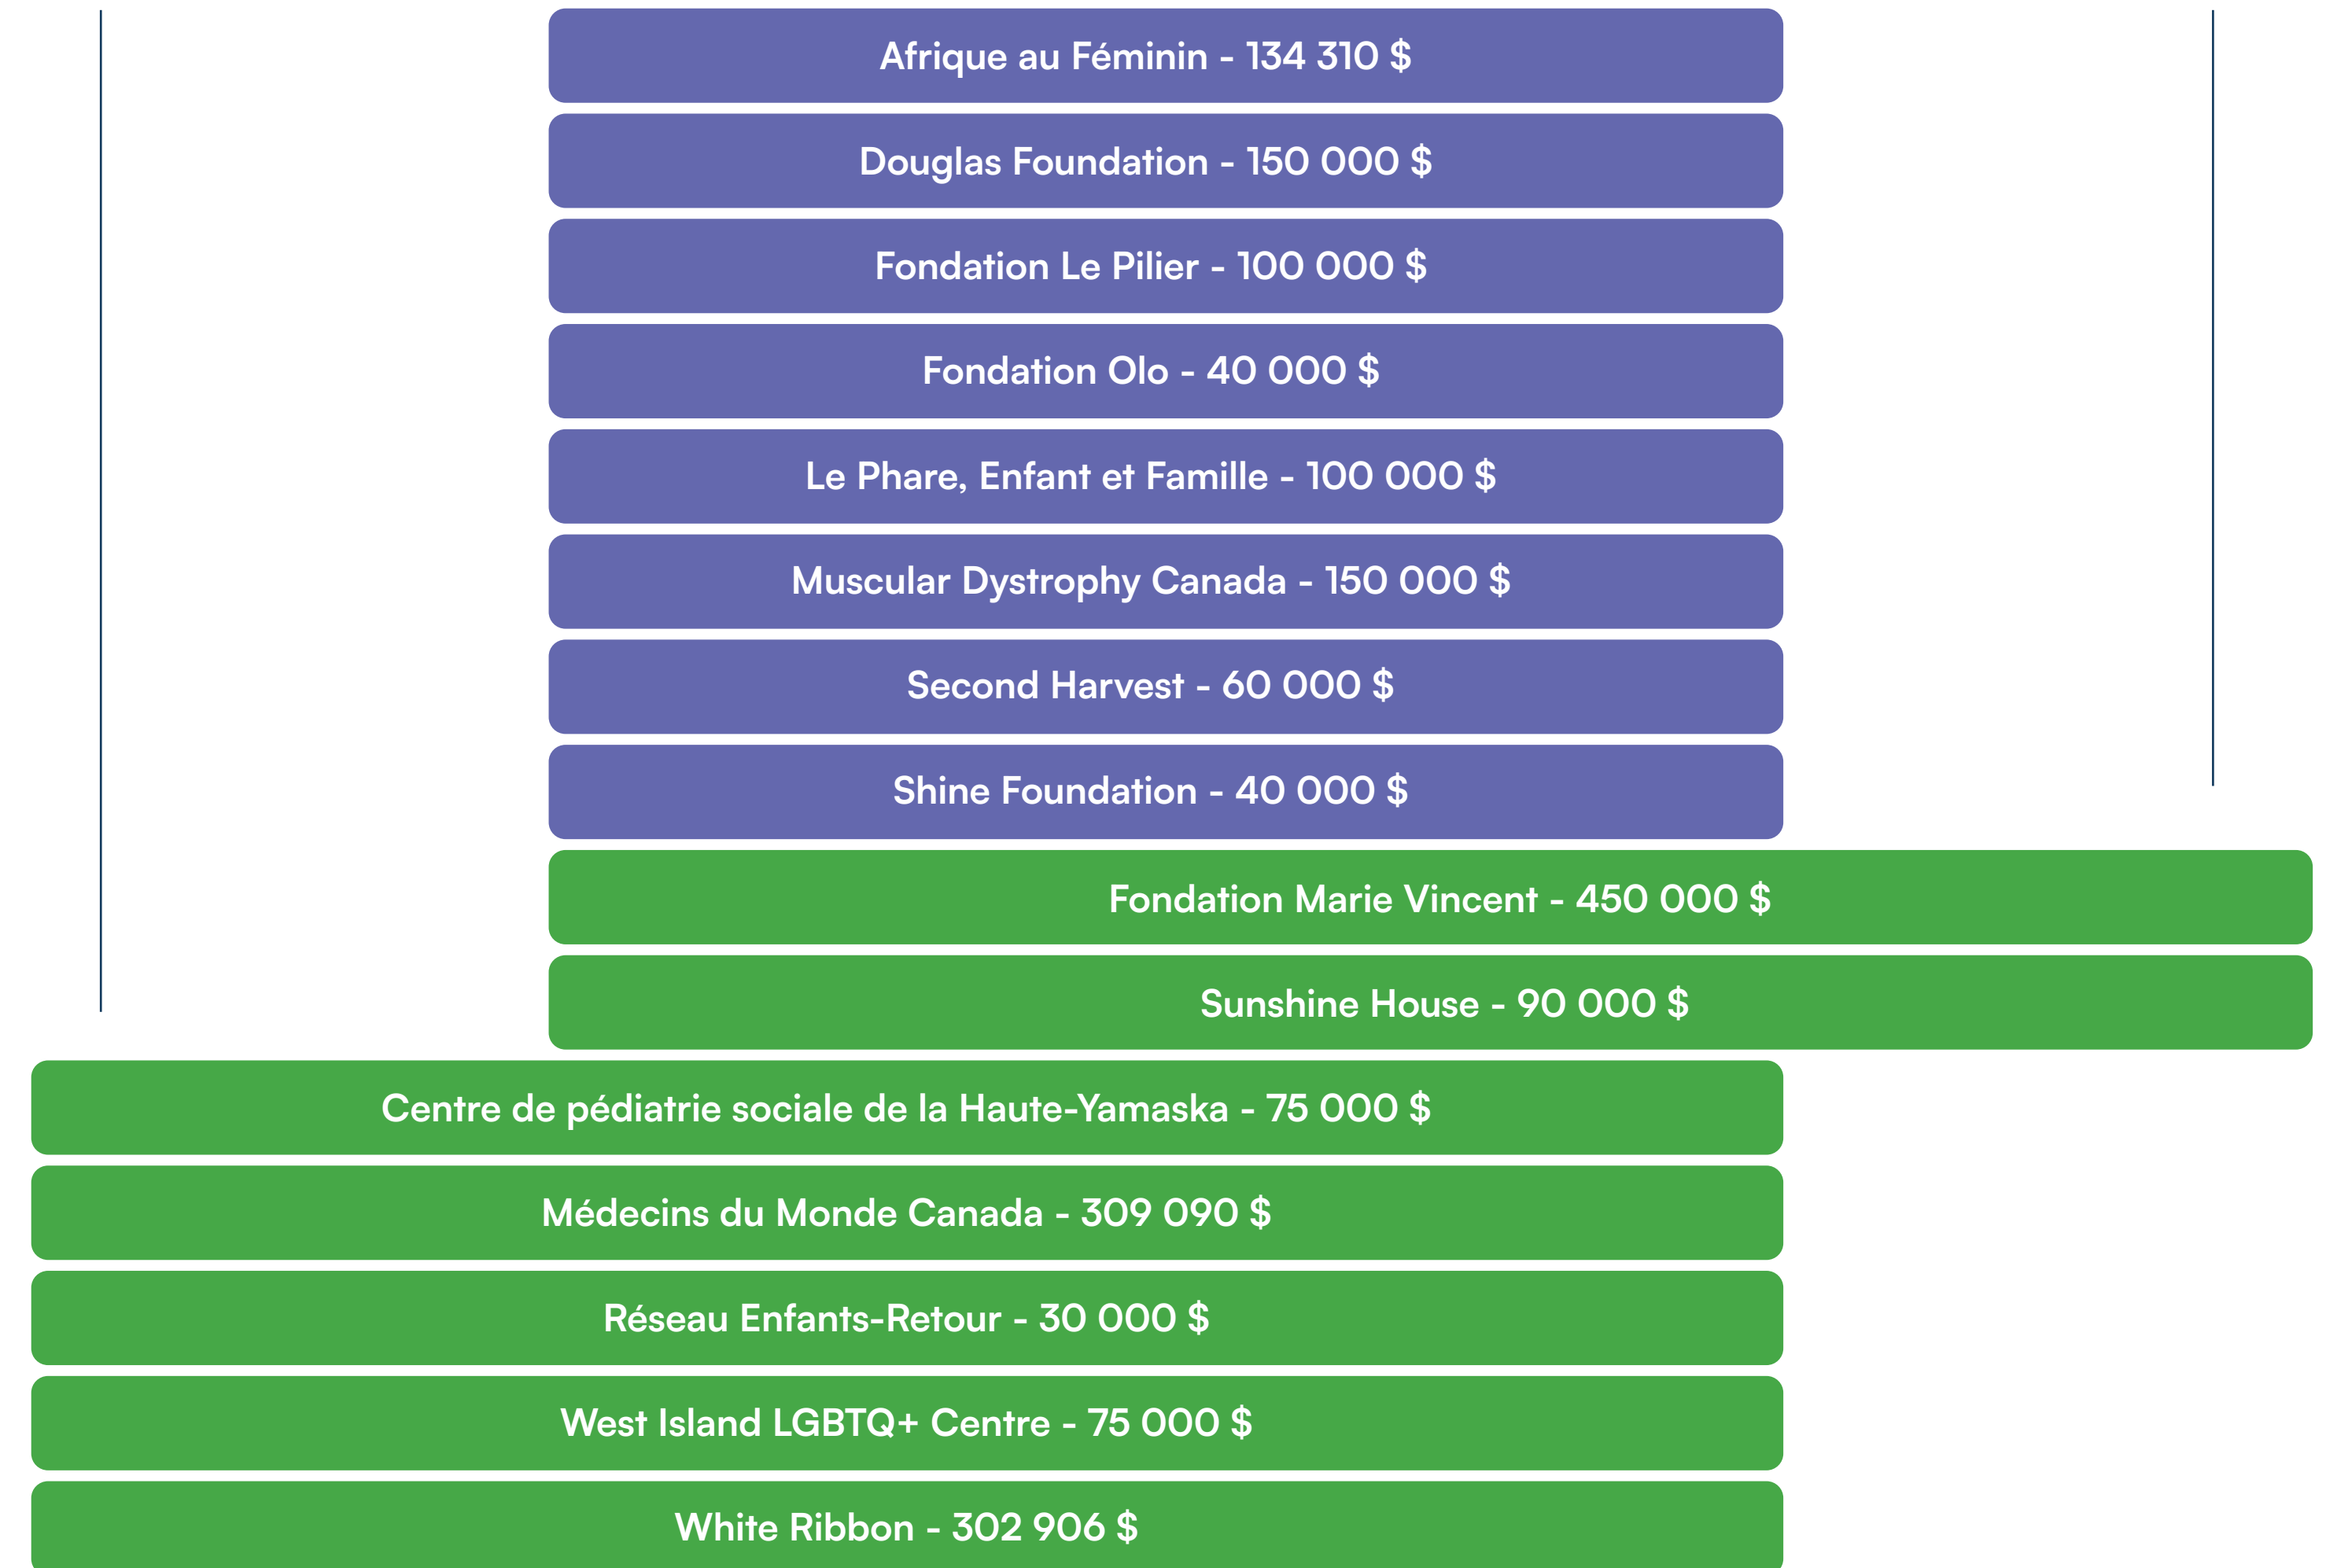 Afrique au Féminin - 134 310 $
Douglas Foundation - 150 000 $
Fondation Le Pilier - 100 000 $
Fondation Olo - 40 000 $
Le Phare, Enfant et Famille - 100 000 $
Muscular Dystrophy Canada - 150 000 $
Second Harvest - 60 000 $
Shine Foundation - 40 000 $
Fondation Marie Vincent - 450 000 $
Sunshine House - 90 000 $
Centre de pédiatrie sociale de la Haute-Yamaska - 75 000 $
Médecins du Monde Canada - 309 090 $
Réseau Enfants-Retour - 30 000 $
West Island LGBTQ+ Centre - 75 000 $
White Ribbon - 302 906 $